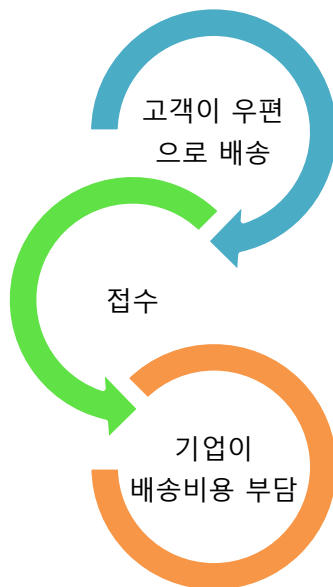 고객이 우편
으로 배송
접수
기업이
배송비용 부담